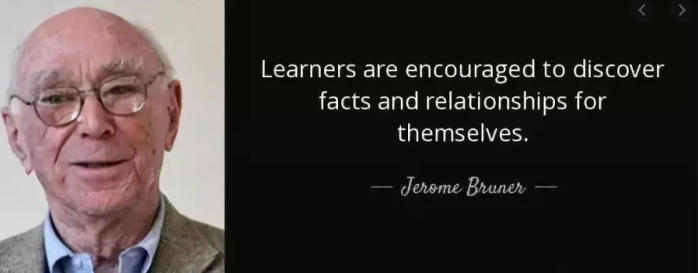 Learners are encouraged to discover
facts and relationships for
themselves.
— Jerome Bruner —